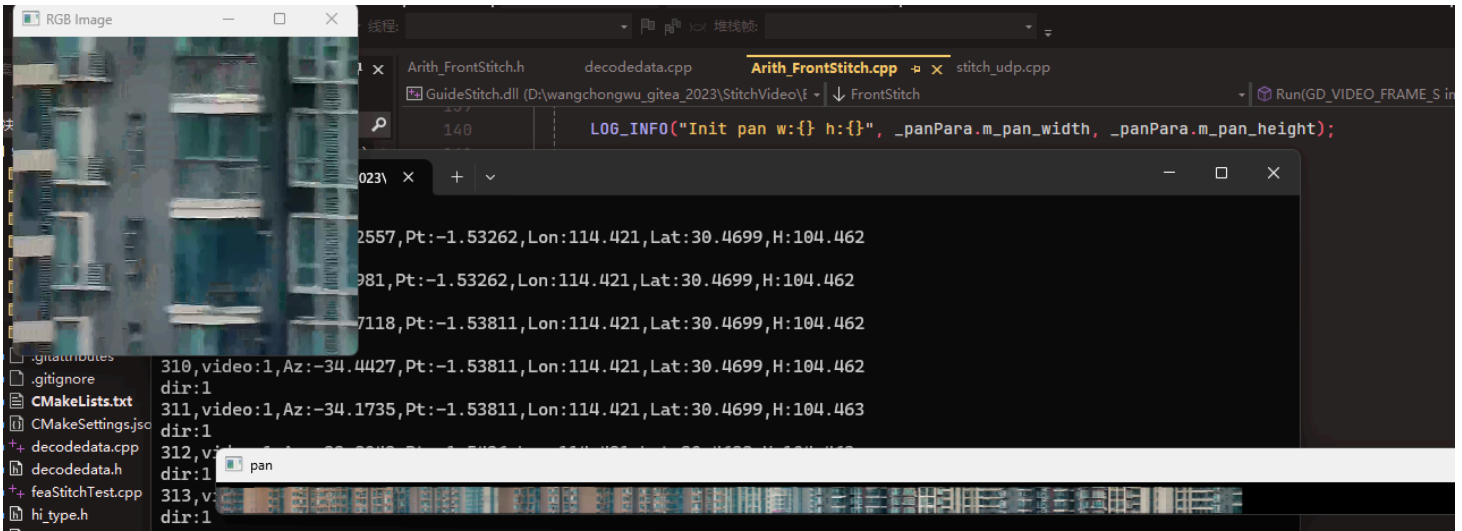 RGB Image
线程:
堆栈帧:
Arith_FrontStitch.h
decodedata.cpp
Arith_FrontStitch.cpp
stitch_udp.cpp
GuideStitch.dll (D:\wangchongwu_gitea_2023\StitchVideo\
FrontStitch
Run(GD_VIDEO_FRAME_S in
140
LOG_INFO("Init pan w:{} h:{}", _panPara.m_pan_width, _panPara.m_pan_height);
023\
2557,Pt:-1.53262,Lon:114.421,Lat:30.4699,H:104.462
981,Pt:-1.53262,Lon:114.421,Lat:30.4699,H:104.462
7118,Pt:-1.53811,Lon:114.421,Lat:30.4699,H:104.462
310,video:1,Az:-34.4427,Pt:-1.53811,Lon:114.421,Lat:30.4699,H:104.462
dir:1
311,video:1,Az:-34.1735,Pt:-1.53811,Lon:114.421,Lat:30.4699,H:104.463
dir:1
312,vi
dir:1
313,vi
dir:1
pan
.gitattributes
.gitignore
CMakeLists.txt
CMakeSettings.jso
decodedata.cpp
decodedata.h
feaStitchTest.cpp
hi_type.h